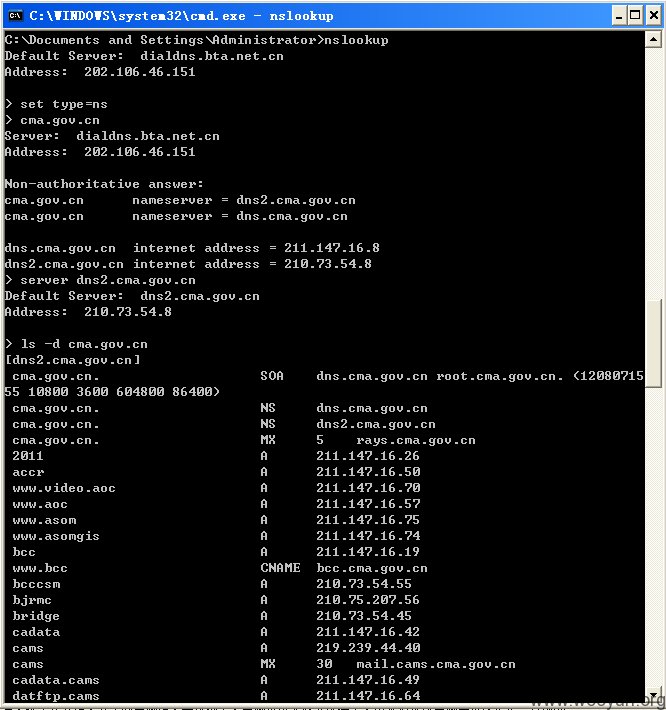 C:\WINDOWS\system32\cmd.exe - nslookup
C:\Documents and Settings\Administrator>nslookup
Default Server:  dialdns.bta.net.cn
Address:  202.106.46.151
> set type=ns
> cma.gov.cn
Server:  dialdns.bta.net.cn
Address:  202.106.46.151
Non-authoritative answer:
cma.gov.cn      nameserver = dns2.cma.gov.cn
cma.gov.cn      nameserver = dns.cma.gov.cn
dns.cma.gov.cn  internet address = 211.147.16.8
dns2.cma.gov.cn internet address = 210.73.54.8
> server dns2.cma.gov.cn
Default Server:  dns2.cma.gov.cn
Address:  210.73.54.8
> ls -d cma.gov.cn
[dns2.cma.gov.cn]
cma.gov.cn.                    SOA    dns.cma.gov.cn root.cma.gov.cn. (12080715
55 10800 3600 604800 86400)
cma.gov.cn.                    NS     dns.cma.gov.cn
cma.gov.cn.                    NS     dns2.cma.gov.cn
cma.gov.cn.                    MX     5    rays.cma.gov.cn
2011                           A      211.147.16.26
accr                           A      211.147.16.50
www.video.aoc                  A      211.147.16.70
www.aoc                        A      211.147.16.57
www.asom                       A      211.147.16.75
www.asomgis                    A      211.147.16.74
bcc                            A      211.147.16.19
www.bcc                        CNAME  bcc.cma.gov.cn
bcccsm                         A      210.73.54.55
bjrmc                          A      210.75.207.56
bridge                         A      210.73.54.45
cadata                         A      211.147.16.42
cams                           A      219.239.44.40
cams                           MX     30   mail.cams.cma.gov.cn
cadata.cams                    A      211.147.16.49
datftp.cams                    A      211.147.16.64
www.wooyun.org